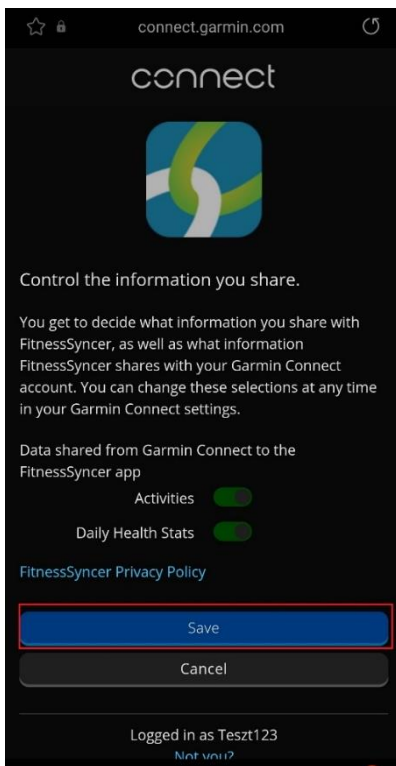 connect.garmin.com
connect
Control the information you share.
You get to decide what information you share with
FitnessSyncer, as well as what information
FitnessSyncer shares with your Garmin Connect
account. You can change these selections at any time
in your Garmin Connect settings.
Data shared from Garmin Connect to the
FitnessSyncer app
Activities
Daily Health Stats
FitnessSyncer Privacy Policy
Save
Cancel
Logged in as Teszt123
Not you?